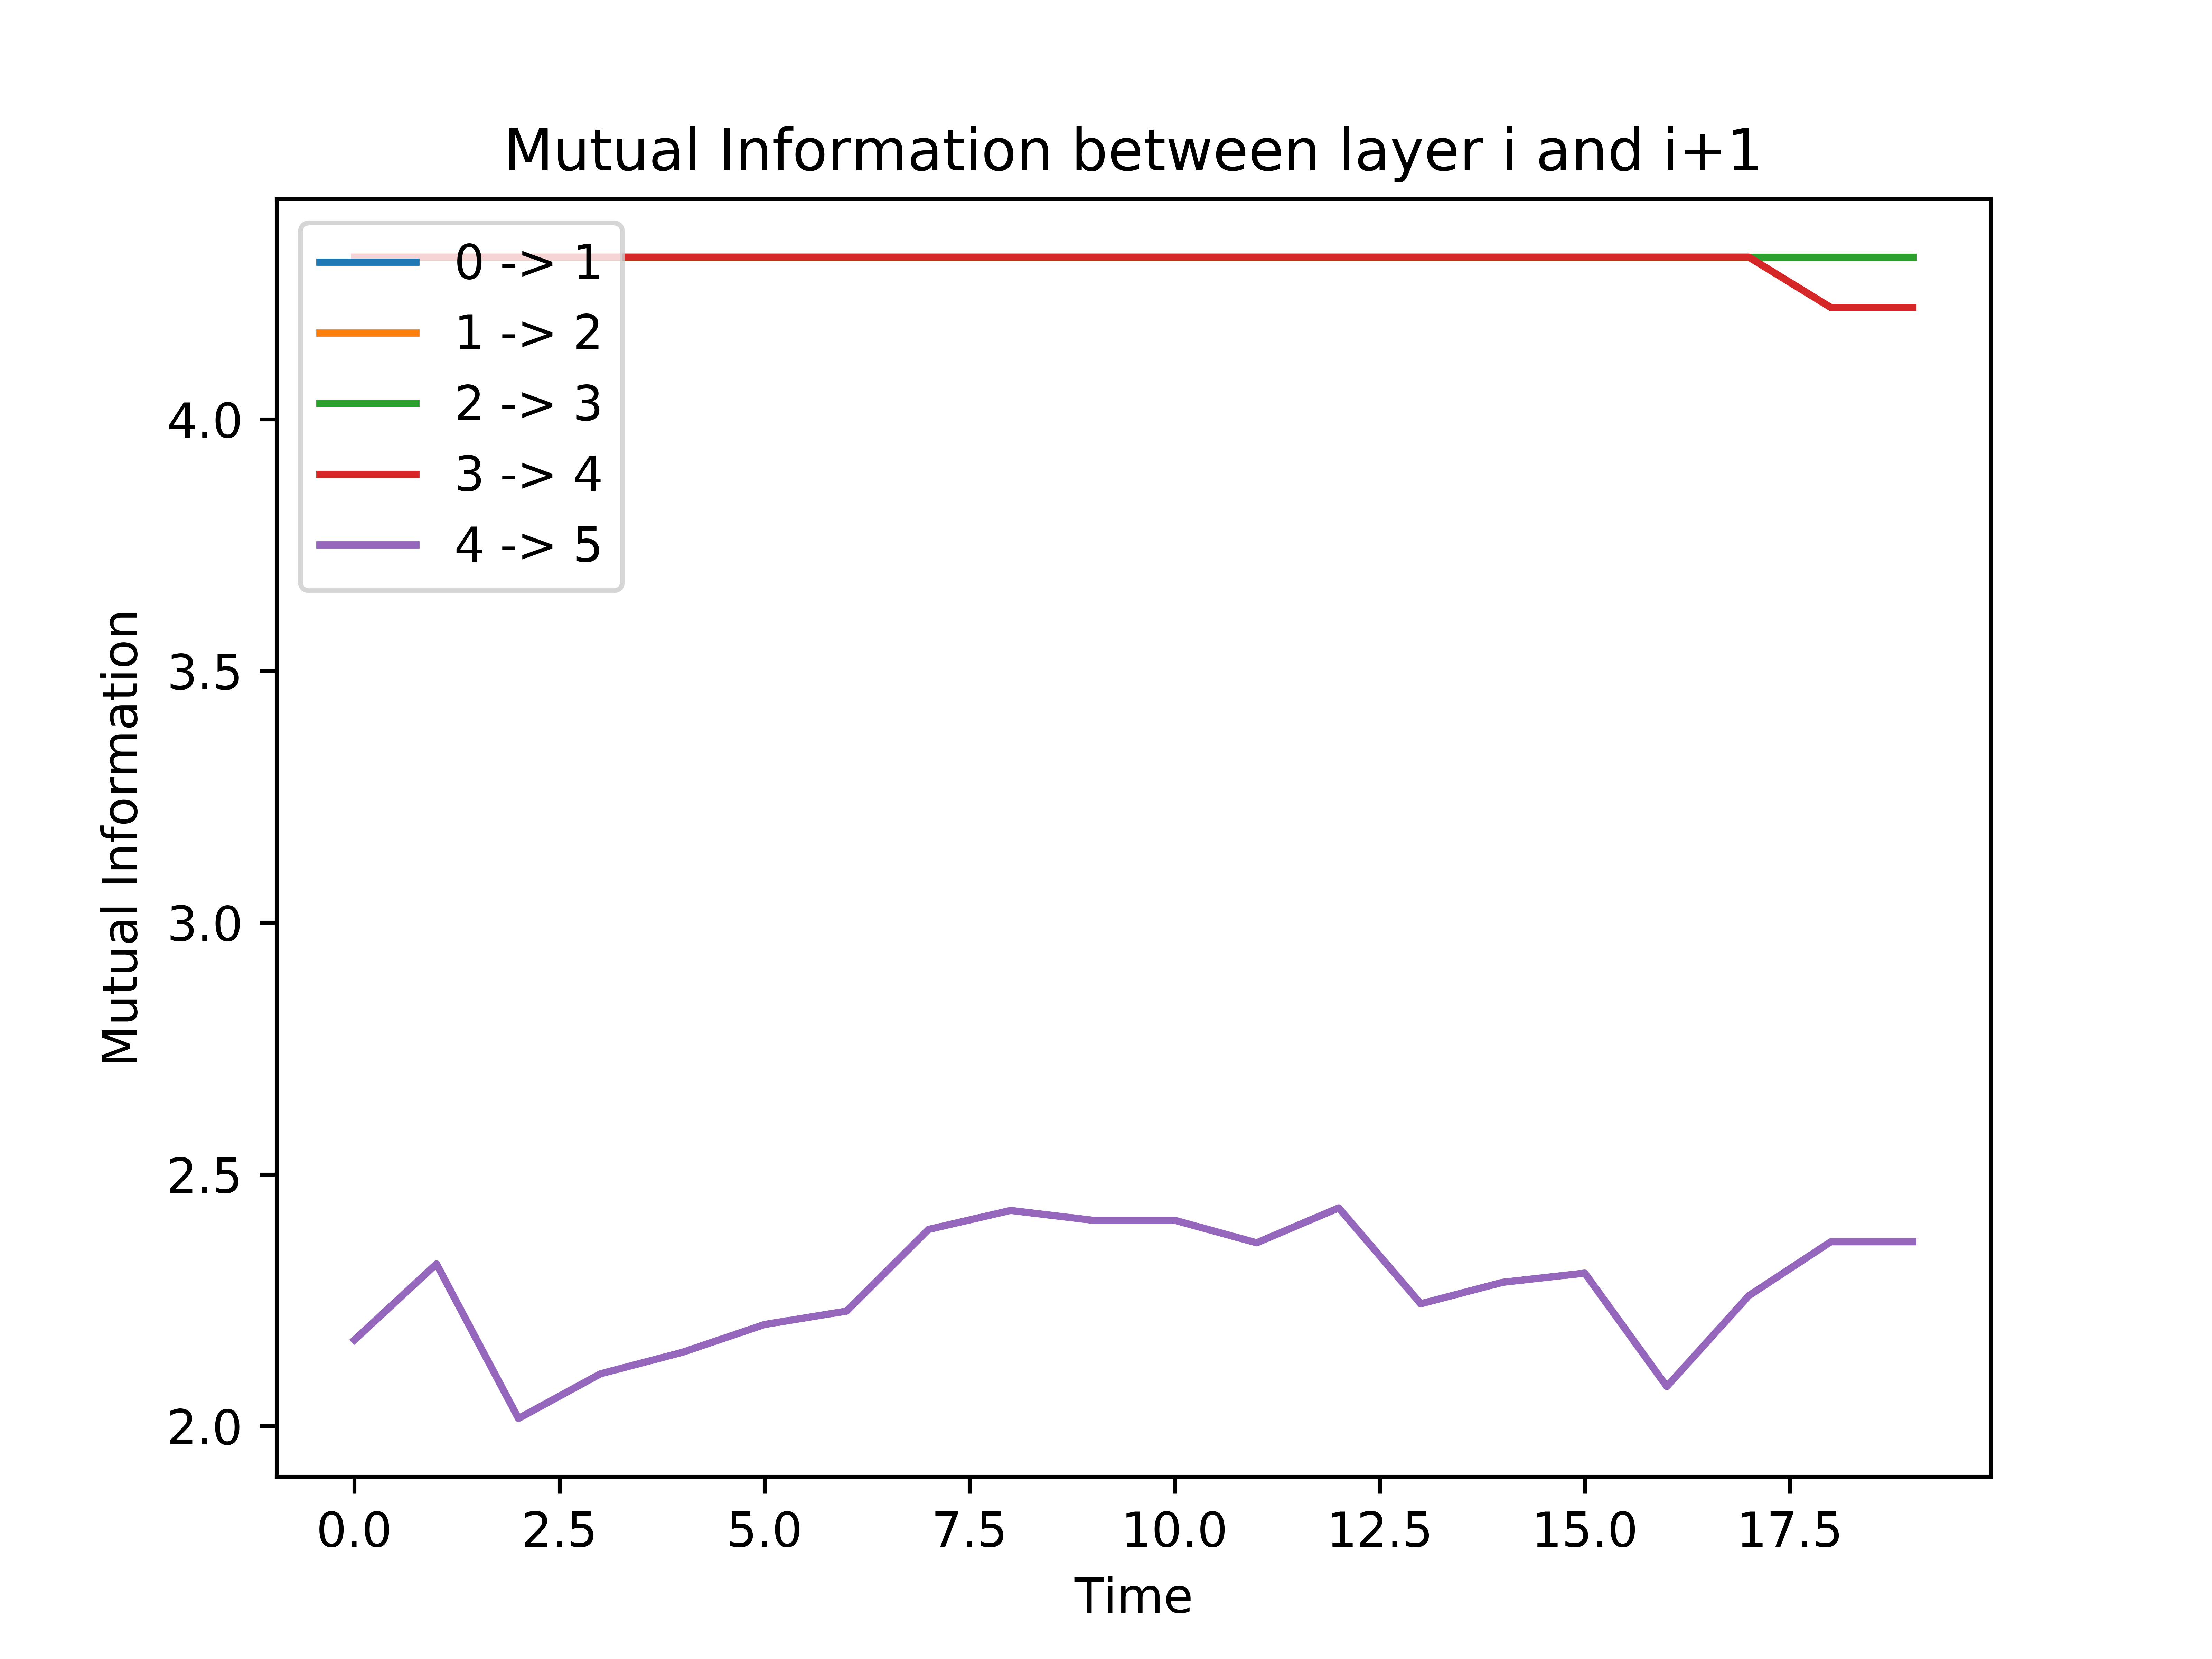 Mutual Information between layer i and i+1
0 -> 1
1 -> 2
2 -> 3
3 -> 4
4 -> 5
Mutual Information
4.0
3.5
3.0
2.5
2.0
0.0 2.5 5.0 7.5 10.0 12.5 15.0 17.5
Time